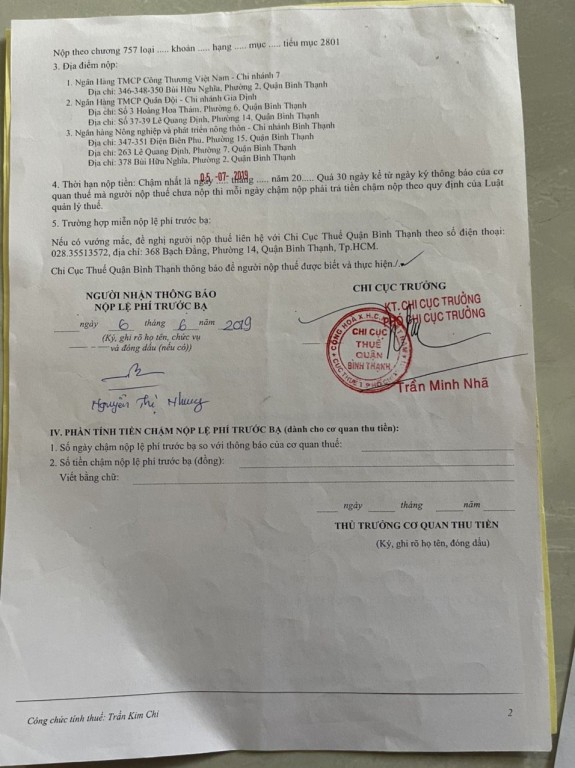 Nộp theo chương 757 loại ..... khoản ..... hạng ..... mục ..... tiểu mục 2801
3. Địa điểm nộp:
1. Ngân Hàng TMCP Công Thương Việt Nam - Chi nhánh 7
Địa chỉ: 346-348-350 Bùi Hữu Nghĩa, Phường 2, Quận Bình Thạnh
2. Ngân Hàng TMCP Quân Đội - Chi nhánh Gia Định
Địa chỉ: Số 3 Hoàng Hoa Thám, Phường 6, Quận Bình Thạnh
Địa chỉ: Số 37-39 Lê Quang Định, Phường 14, Quận Bình Thạnh
3. Ngân hàng Nông nghiệp và phát triển nông thôn - Chi nhánh Bình Thạnh
Địa chỉ: 347-351 Điện Biên Phủ, Phường 15, Quận Bình Thạnh
Địa chỉ: 263 Lê Quang Định, Phường 7, Quận Bình Thạnh
Địa chỉ: 378 Bùi Hữu Nghĩa, Phường 2, Quận Bình Thạnh
4. Thời hạn nộp tiền: Chậm nhất là ngày 05 -07- 2019 tháng ..... năm 20..... Quá 30 ngày kể từ ngày ký thông báo của cơ
quan thuế mà người nộp thuế chưa nộp thì mỗi ngày chậm nộp phải trả tiền chậm nộp theo quy định của Luật
quản lý thuế.
5. Trường hợp miễn nộp lệ phí trước bạ:
Nếu có vướng mắc, đề nghị người nộp thuế liên hệ với Chi Cục Thuế Quận Bình Thạnh theo số điện thoại:
028.35513572, địa chỉ: 368 Bạch Đằng, Phường 14, Quận Bình Thạnh, Tp.HCM.
Chi Cục Thuế Quận Bình Thạnh thông báo để người nộp thuế được biết và thực hiện./.
NGƯỜI NHẬN THÔNG BÁO
NỘP LỆ PHÍ TRƯỚC BẠ
ngày 6 tháng 6 năm 2019
(Ký, ghi rõ họ tên, chức vụ
và đóng dấu (nếu có))
Nguyễn Thị Nhung
CHI CỤC TRƯỞNG
KT. CHI CỤC TRƯỞNG
PHÓ CHI CỤC TRƯỞNG
CHI CỤC
THUẾ
QUẬN
BÌNH THẠNH
Trần Minh Nhã
IV. PHẦN TÍNH TIỀN CHẬM NỘP LỆ PHÍ TRƯỚC BẠ (dành cho cơ quan thu tiền):
1. Số ngày chậm nộp lệ phí trước bạ so với thông báo của cơ quan thuế:
2. Số tiền chậm nộp lệ phí trước bạ (đồng):
Viết bằng chữ:
ngày tháng năm
THỦ TRƯỞNG CƠ QUAN THU TIỀN
(Ký, ghi rõ họ tên, đóng dấu)
Công chức tính thuế: Trần Kim Chi
2